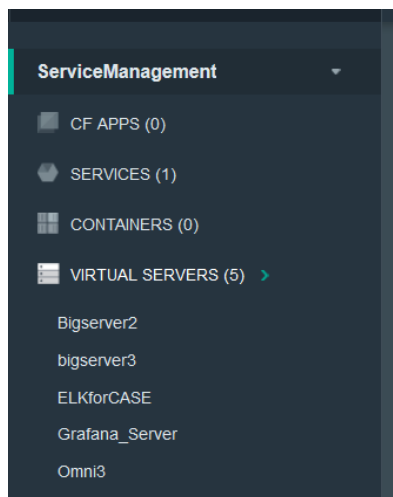 ServiceManagement
CF APPS (0)
SERVICES (1)
CONTAINERS (0)
VIRTUAL SERVERS (5)
Bigserver2
bigserver3
ELKforCASE
Grafana_Server
Omni3